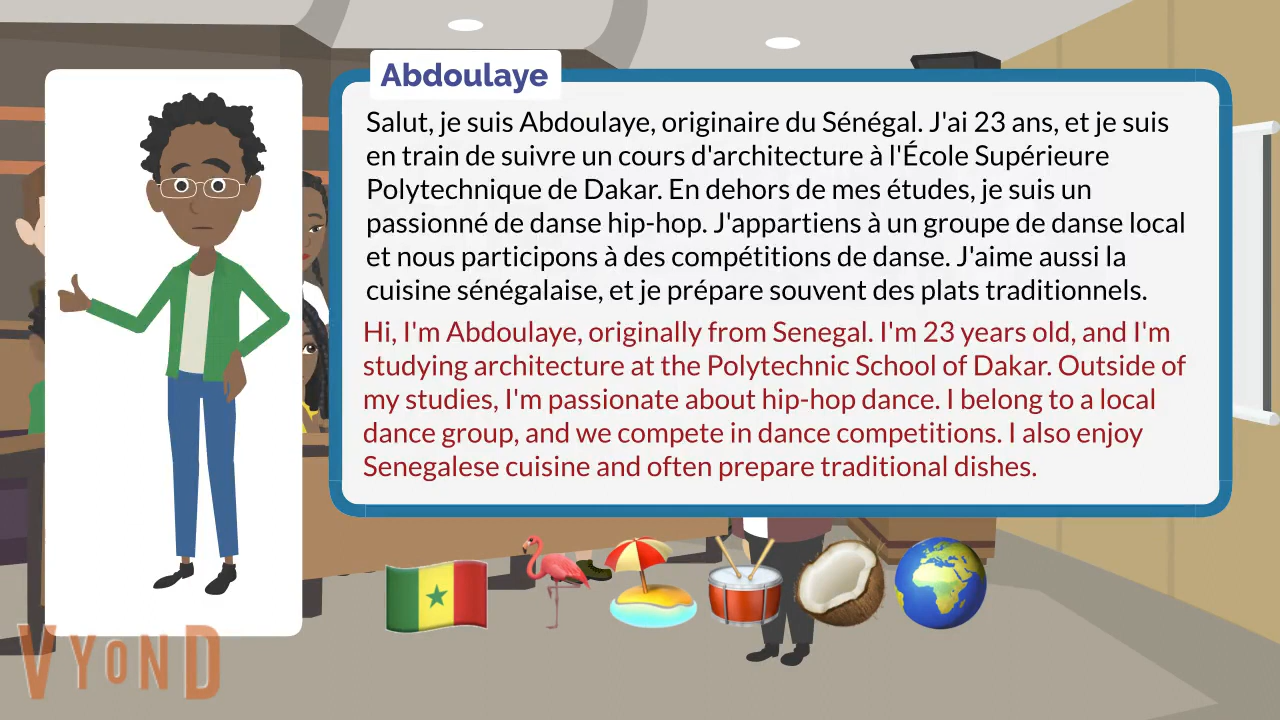 Abdoulaye
Salut, je suis Abdoulaye, originaire du Sénégal. J'ai 23 ans, et je suis
en train de suivre un cours d'architecture à l'École Supérieure
Polytechnique de Dakar. En dehors de mes études, je suis un
passionné de danse hip-hop. J'appartiens à un groupe de danse local
et nous participons à des compétitions de danse. J'aime aussi la
cuisine sénégalaise, et je prépare souvent des plats traditionnels.
Hi, I'm Abdoulaye, originally from Senegal. I'm 23 years old, and I'm
studying architecture at the Polytechnic School of Dakar. Outside of
my studies, I'm passionate about hip-hop dance. I belong to a local
dance group, and we compete in dance competitions. I also enjoy
Senegalese cuisine and often prepare traditional dishes.
VYOND